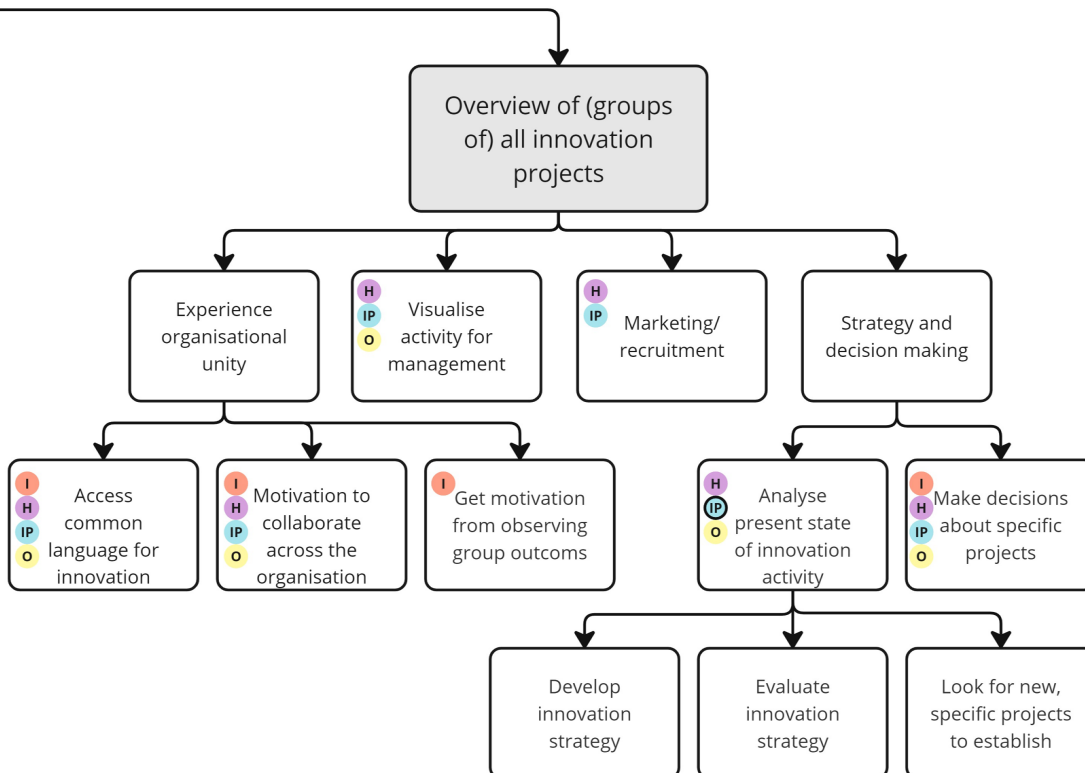 Overview of (groups
of) all innovation
projects
Experience
organisational
unity
H
IP
O
Visualise
activity for
management
H
IP
Marketing/
recruitment
Strategy and
decision making
I
H
IP
O
Access
common
language for
innovation
I
H
IP
O
Motivation to
collaborate
across the
organisation
I
Get motivation
from observing
group outcomes
H
IP
O
Analyse
present state
of innovation
activity
I
H
IP
O
Make decisions
about specific
projects
Develop
innovation
strategy
Evaluate
innovation
strategy
Look for new,
specific projects
to establish